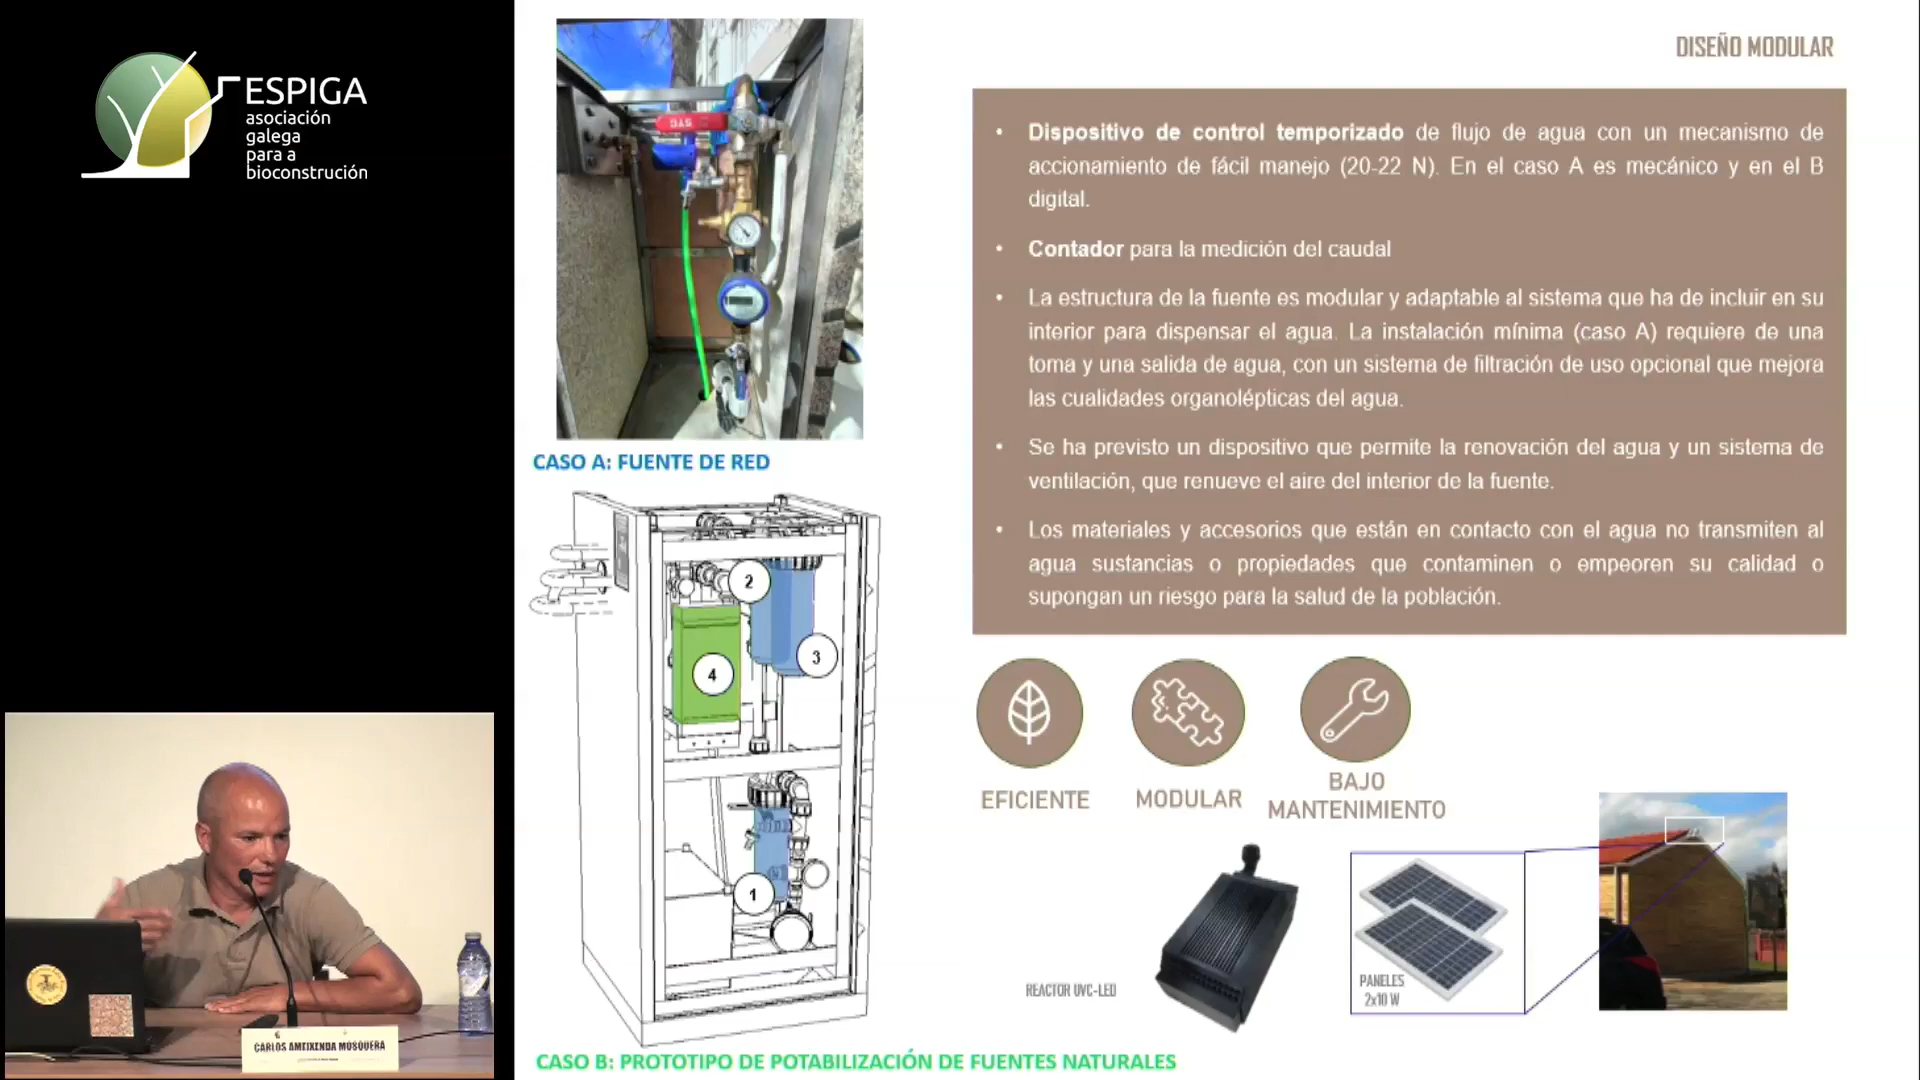 ESPIGA
asociación
galega
para a
bioconstrución
DISEÑO MODULAR
CASO A: FUENTE DE RED
• Dispositivo de control temporizado de flujo de agua con un mecanismo de
accionamiento de fácil manejo (20-22 N). En el caso A es mecánico y en el B
digital.
• Contador para la medición del caudal
• La estructura de la fuente es modular y adaptable al sistema que ha de incluir en su
interior para dispensar el agua. La instalación mínima (caso A) requiere de una
toma y una salida de agua, con un sistema de filtración de uso opcional que mejora
las cualidades organolépticas del agua.
• Se ha previsto un dispositivo que permite la renovación del agua y un sistema de
ventilación, que renueve el aire del interior de la fuente.
• Los materiales y accesorios que están en contacto con el agua no transmiten al
agua sustancias o propiedades que contaminen o empeoren su calidad o
supongan un riesgo para la salud de la población.
2
3
4
1
EFICIENTE
MODULAR
BAJO
MANTENIMIENTO
REACTOR UVC-LED
PANELES
2x10 W
CASO B: PROTOTIPO DE POTABILIZACIÓN DE FUENTES NATURALES
CARLOS AMEIXENDA MOSQUERA